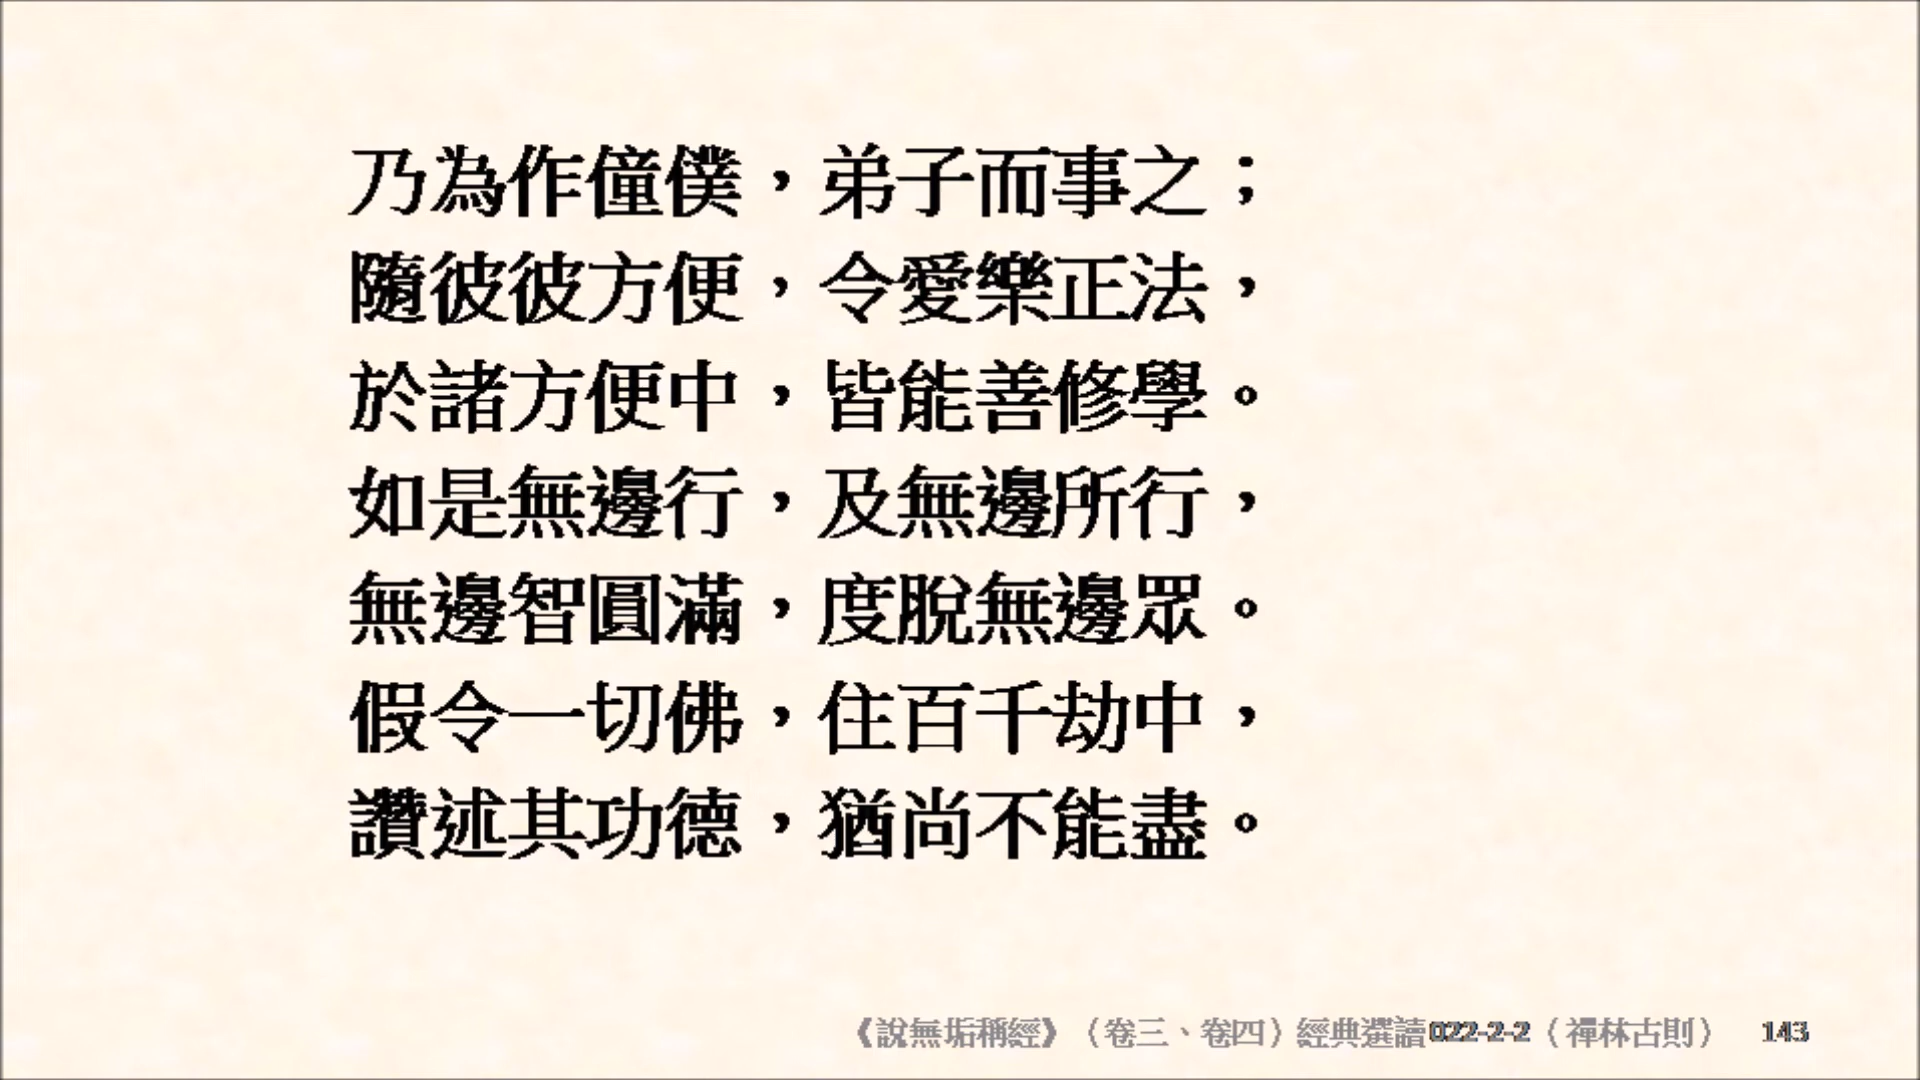 乃為作僮僕，弟子而事之；
隨彼彼方便，令愛樂正法，
於諸方便中，皆能善修學。
如是無邊行，及無邊所行，
無邊智圓滿，度脫無邊眾。
假令一切佛，住百千劫中，
讚述其功德，猶尚不能盡。
《說無垢稱經》（卷三、卷四）經典選讀022-2-2（禪林古則） 143